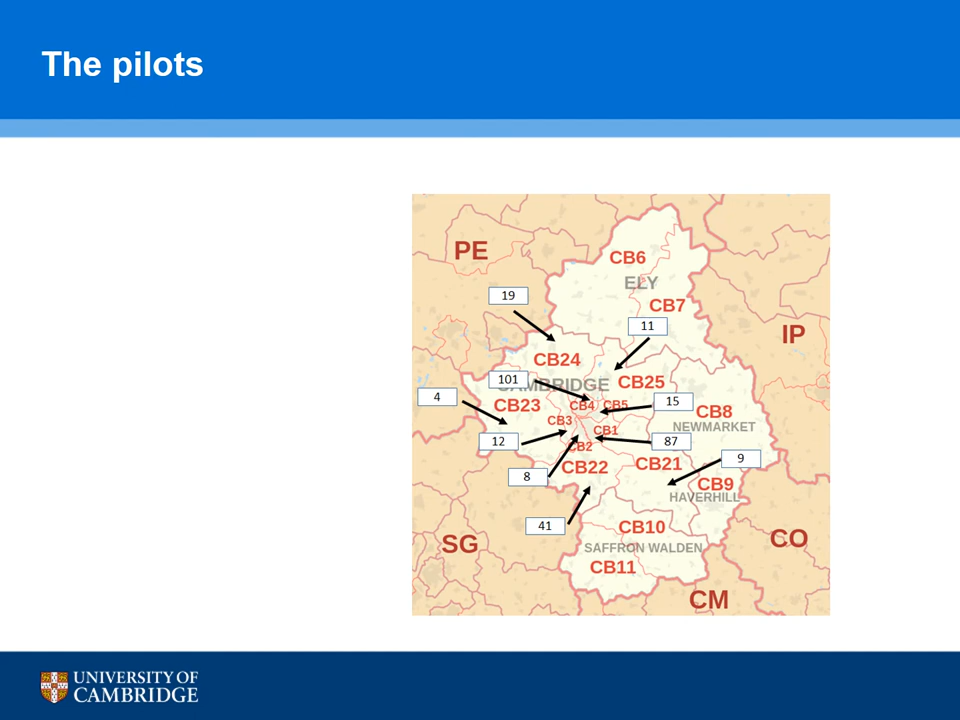 The pilots
PE
CB6
ELY
19
CB7
11
IP
CB24
101
CAMBRIDGE
CB25
4
CB23
CB4
CB5
15
CB8
CB3
NEWMARKET
12
CB1
87
CB2
9
8
CB22
CB21
CB9
HAVERHILL
41
CB10
SG
CO
SAFFRON WALDEN
CB11
CM
UNIVERSITY OF
CAMBRIDGE